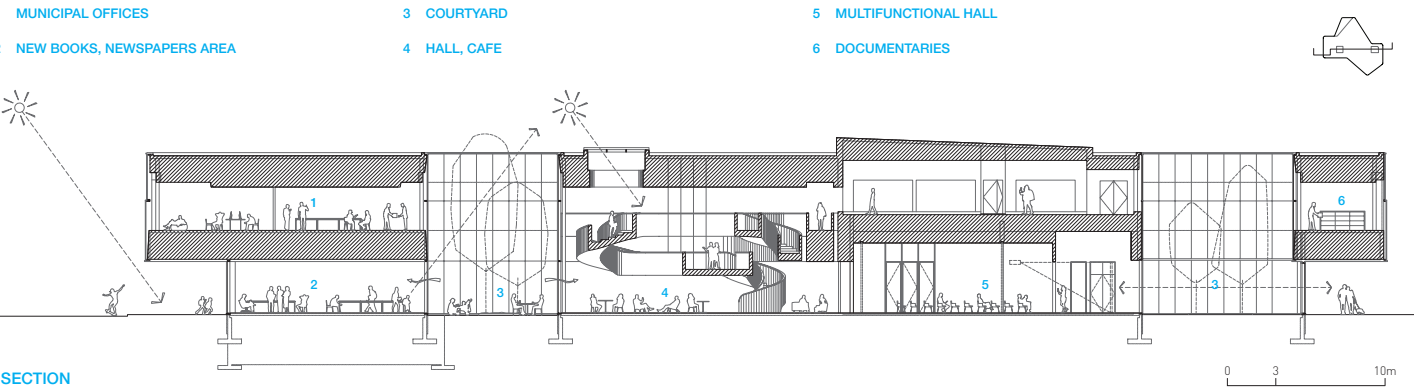 MUNICIPAL OFFICES
3 COURTYARD
5 MULTIFUNCTIONAL HALL
NEW BOOKS, NEWSPAPERS AREA
4 HALL, CAFE
6 DOCUMENTARIES
1
6
2
3
4
5
3
SECTION
0 3 10m